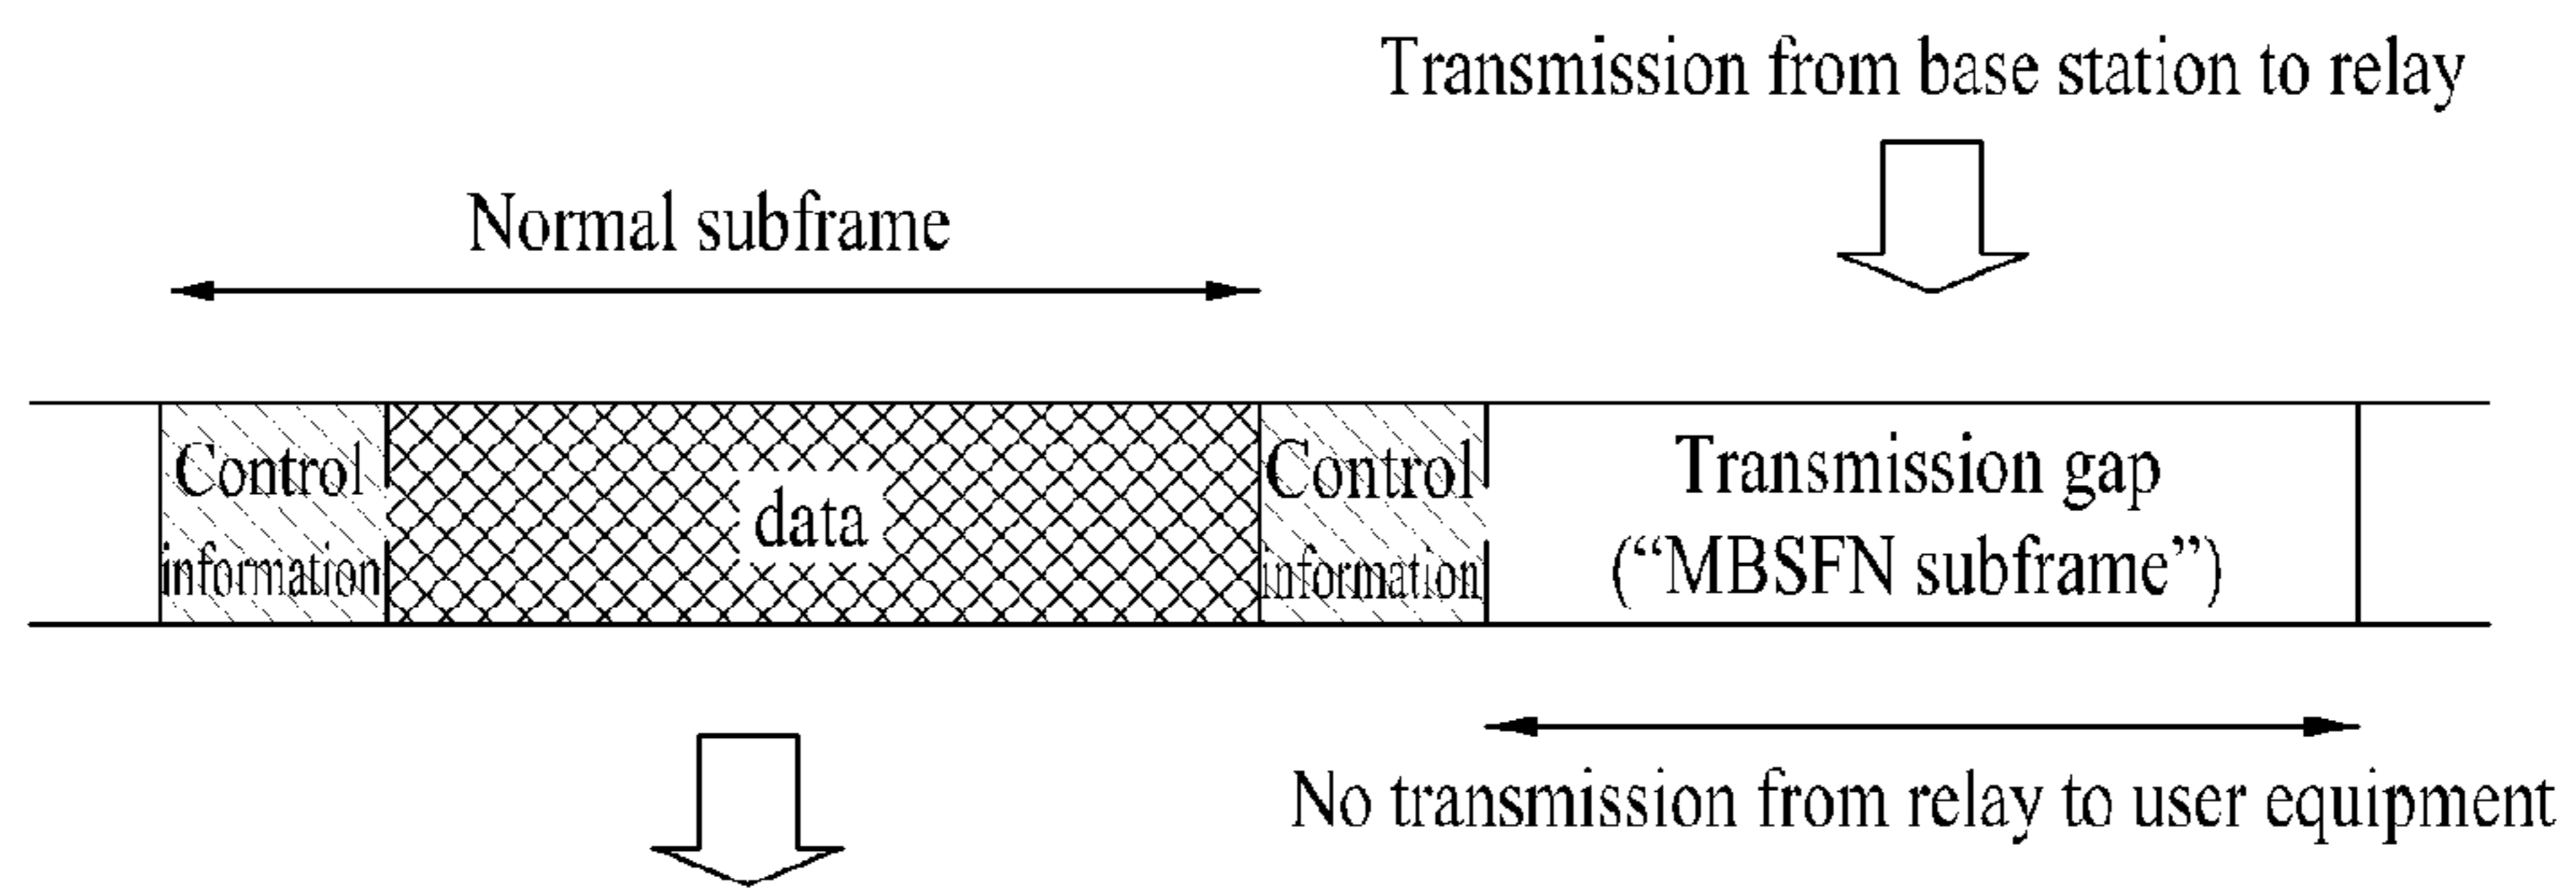 Transmission from base station to relay
Normal subframe
Control
information
data
Control
information
Transmission gap
(“MBSFN subframe”)
No transmission from relay to user equipment